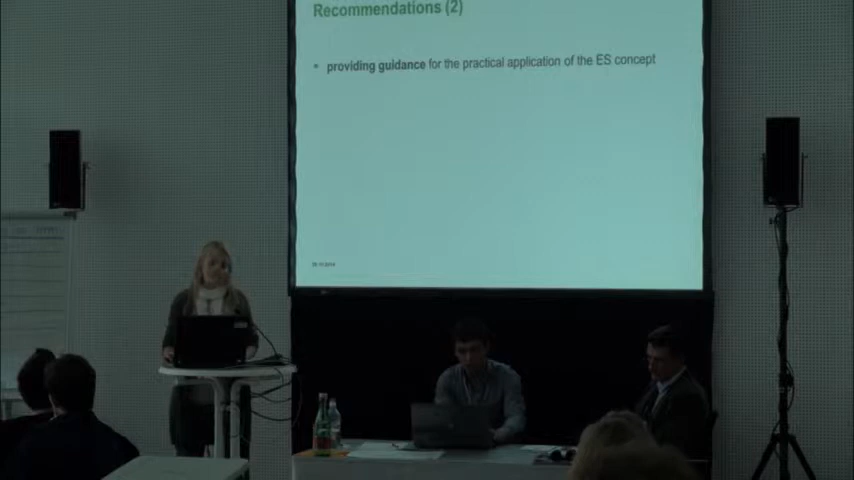 Recommendations (2)
• providing guidance for the practical application of the ES concept